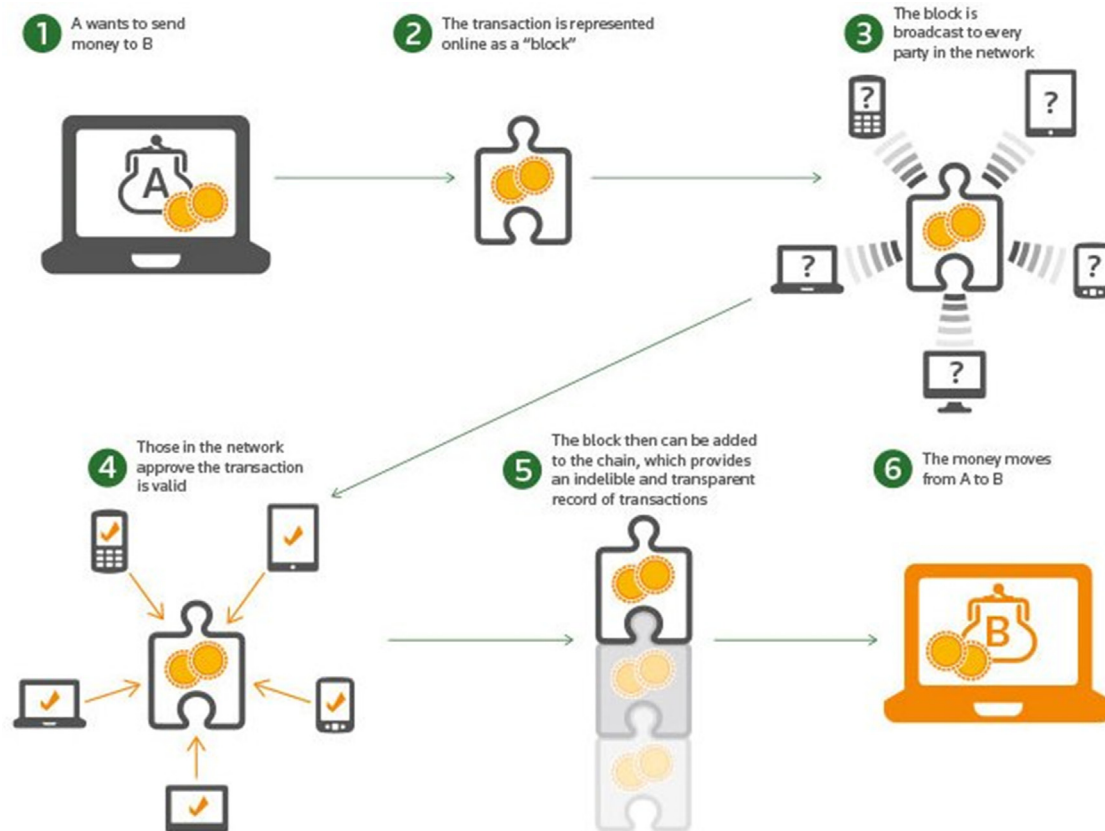 1
A wants to send
money to B
2
The transaction is represented
online as a “block”
3
The block is
broadcast to every
party in the network
A
?
?
?
?
?
4
Those in the network
approve the transaction
is valid
5
The block then can be added
to the chain, which provides
an indelible and transparent
record of transactions
6
The money moves
from A to B
B